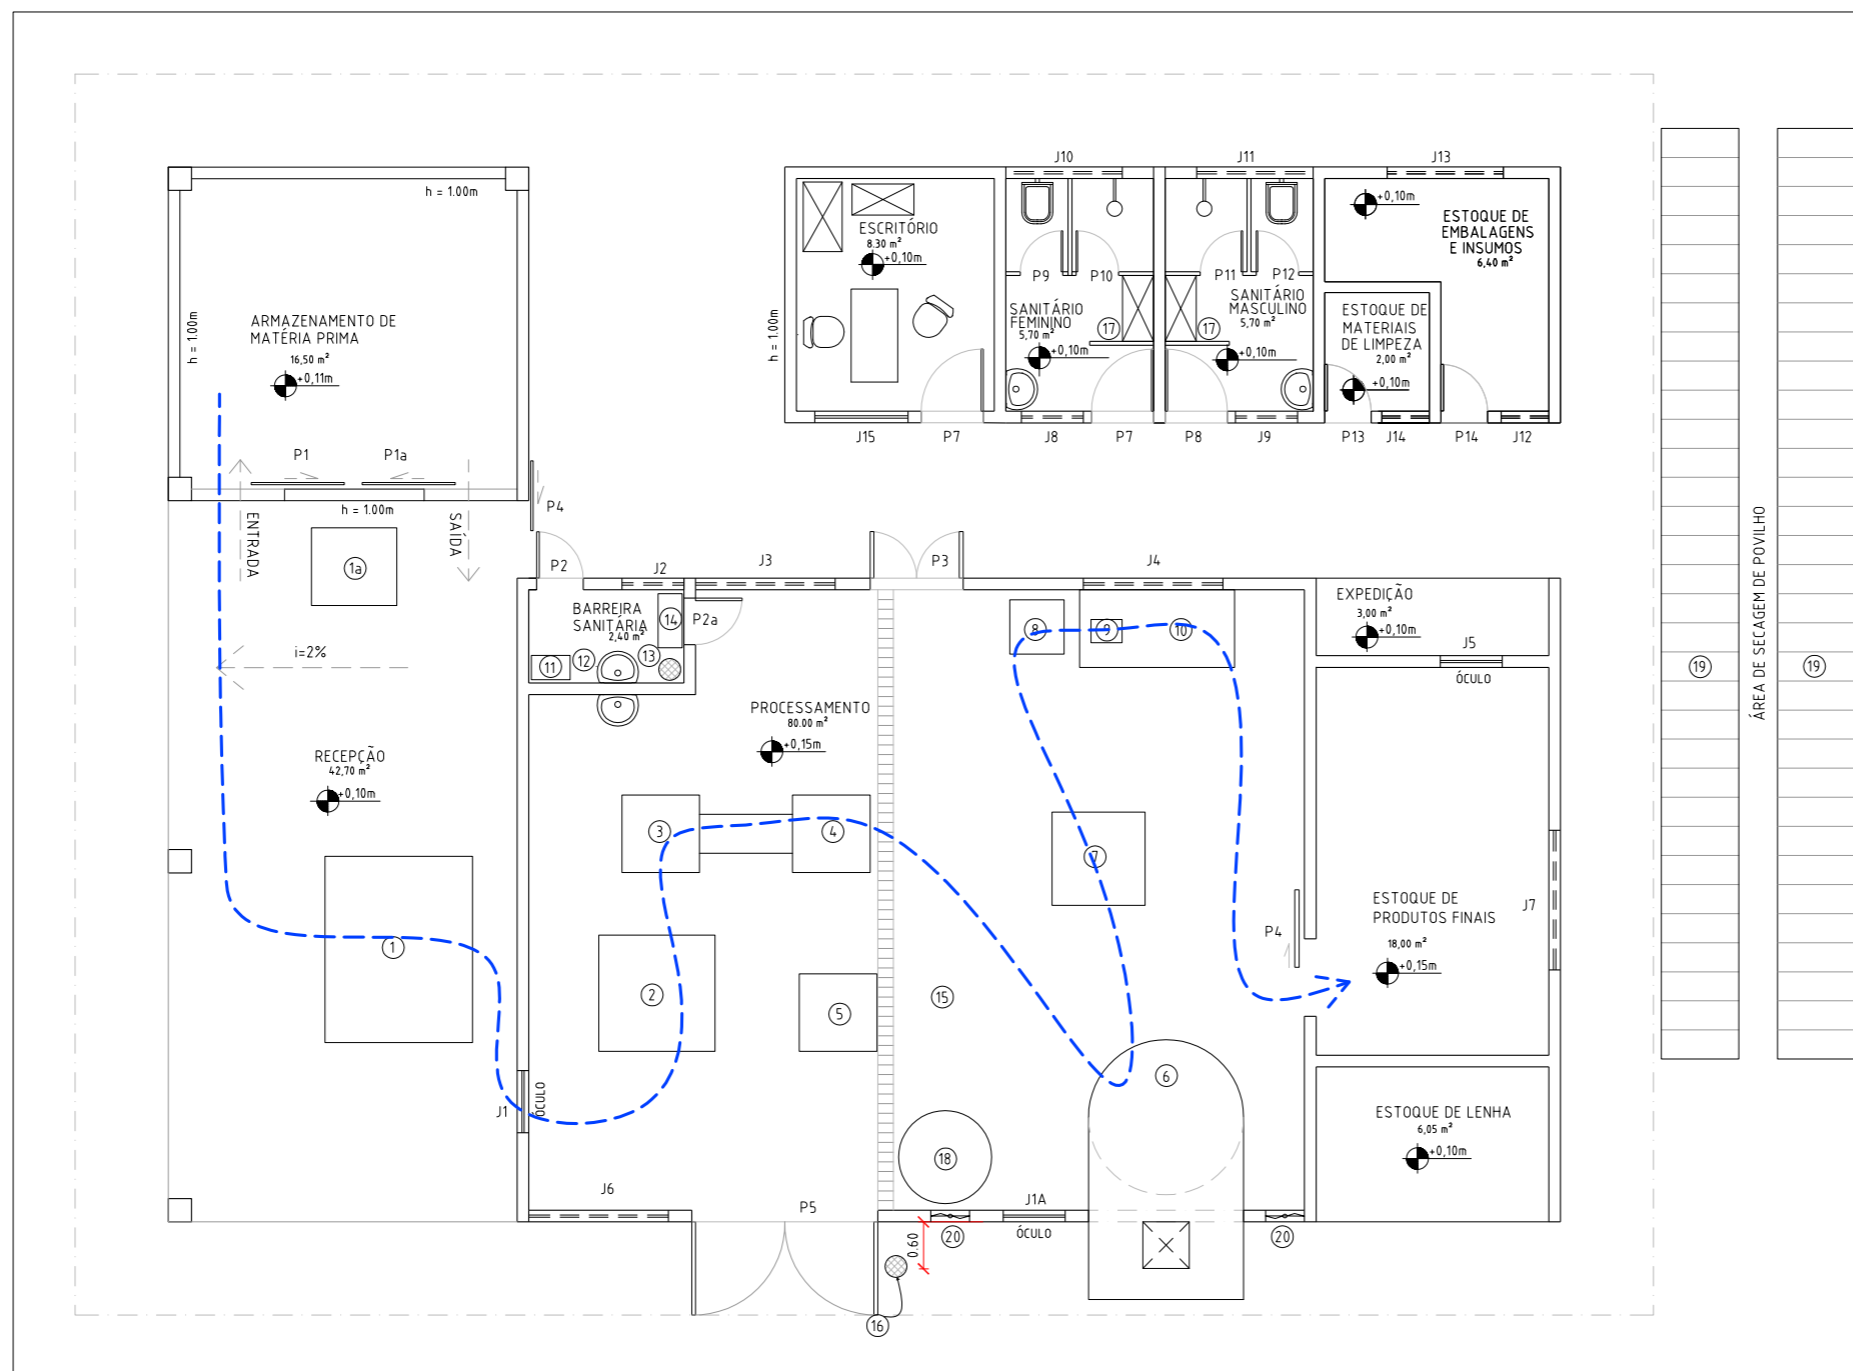 J10
J11
J13
h = 1.00m
+0,10m
ESTOQUE DE
EMBALAGENS
E INSUMOS
6,40 m²
ESCRITÓRIO
8.30 m²
+0,10m
P9
P10
P11
P12
SANITÁRIO
FEMININO
5,70 m²
+0,10m
17
SANITÁRIO
MASCULINO
5,70 m²
+0,10m
17
ESTOQUE DE
MATERIAIS
DE LIMPEZA
2,00 m²
+0,10m
h = 1.00m
h = 1.00m
ARMAZENAMENTO DE
MATÉRIA PRIMA
16,50 m²
+0,11m
J15
P7
J8
P7
P8
J9
P13
J14
P14
J12
P1
P1a
h = 1.00m
P4
ENTRADA
SAÍDA
1a
P2
J2
J3
P3
J4
BARREIRA
SANITÁRIA
2,40 m²
14
P2a
11
12
13
8
9
10
EXPEDIÇÃO
3,00 m²
+0,10m
J5
ÓCULO
i=2%
19
ÁREA DE SECAGEM DE POVILHO
19
PROCESSAMENTO
80.00 m²
+0,15m
RECEPÇÃO
42,70 m²
+0,10m
3
4
7
1
2
5
15
P4
ESTOQUE DE
PRODUTOS FINAIS
18,00 m²
+0,15m
J7
6
J1
ÓCULO
ESTOQUE DE LENHA
6,05 m²
+0,10m
18
J6
P5
J1A
ÓCULO
0.60
20
20
16